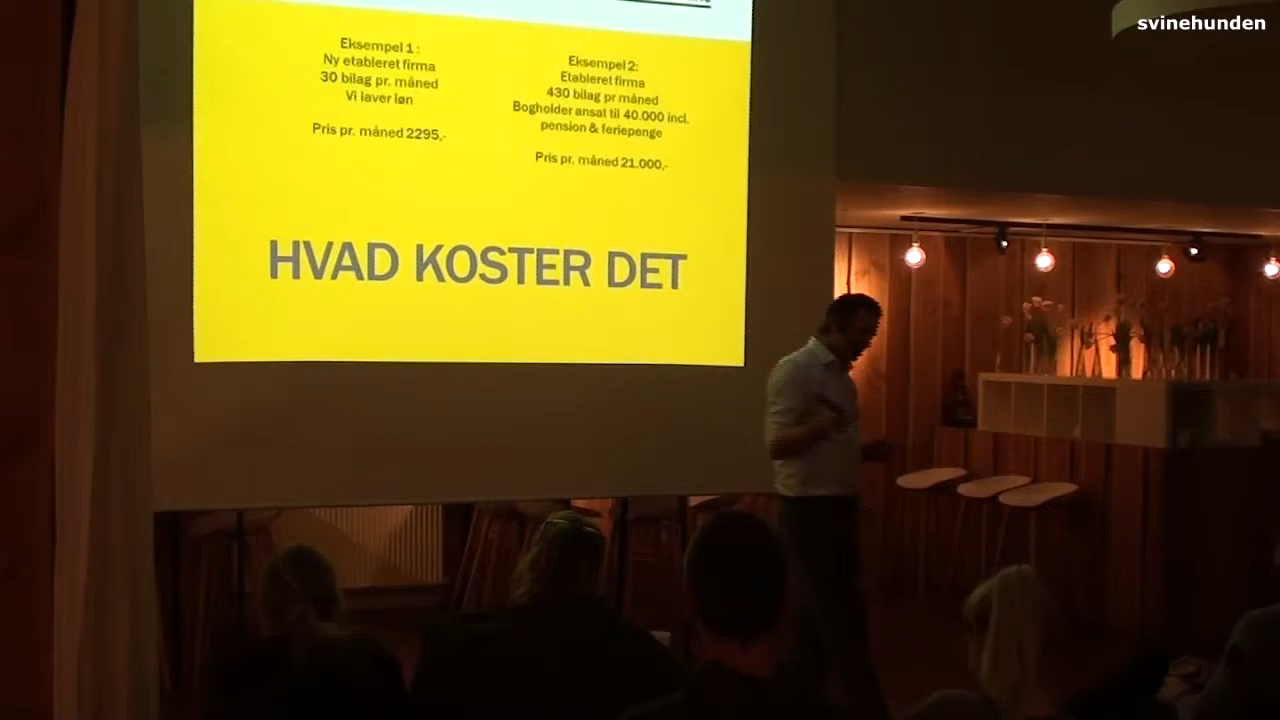 svinehunden
Eksempel 1 :
Ny etableret firma
30 bilag pr. måned
Vi laver løn
Pris pr. måned 2295,-
Eksempel 2:
Etableret firma
430 bilag pr måned
Bogholder ansat til 40.000 incl.
pension & feriepenge
Pris pr. måned 21.000,-
HVAD KOSTER DET